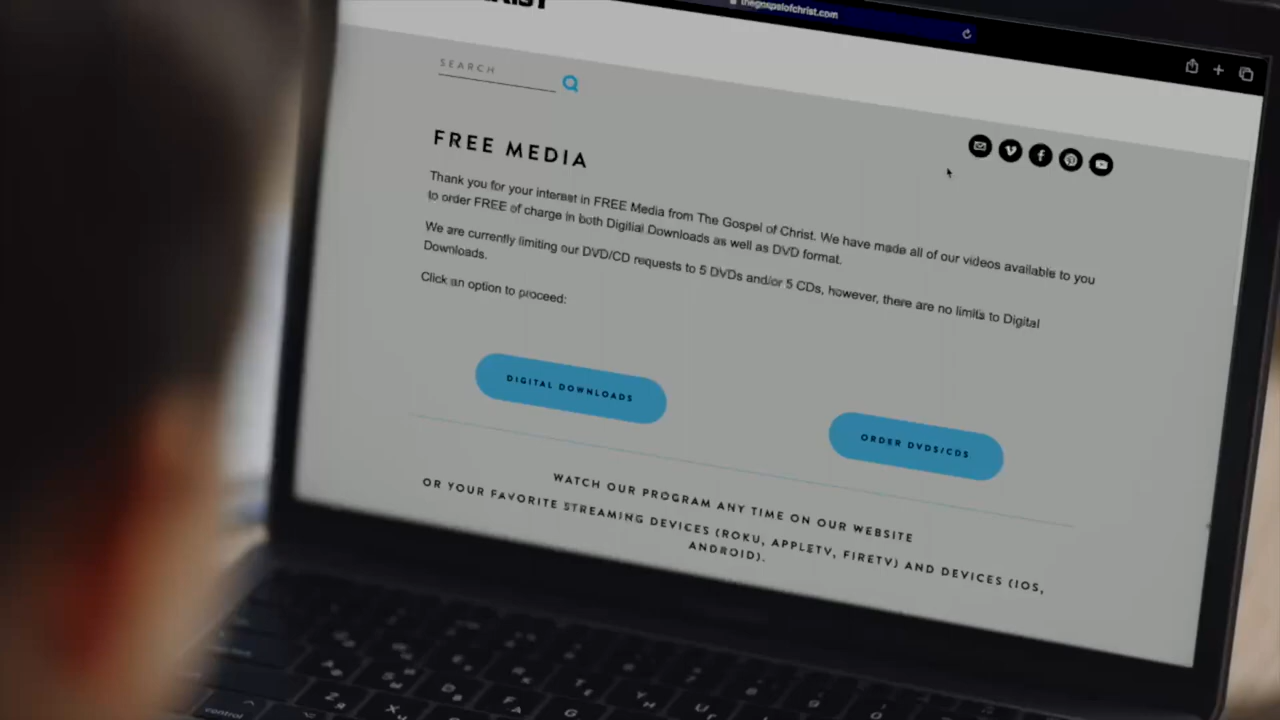 thegospelofchrist.com
SEARCH
FREE MEDIA
Thank you for your interest in FREE Media from The Gospel of Christ. We have made all of our videos available to you
to order FREE of charge in both Digitial Downloads as well as DVD format.
We are currently limiting our DVD/CD requests to 5 DVDs and/or 5 CDs, however, there are no limits to Digital
Downloads.
Click an option to proceed:
DIGITAL DOWNLOADS
ORDER DVDS/CDS
WATCH OUR PROGRAM ANY TIME ON OUR WEBSITE
OR YOUR FAVORITE STREAMING DEVICES (ROKU, APPLETV, FIRETV) AND DEVICES (IOS,
ANDROID).
control